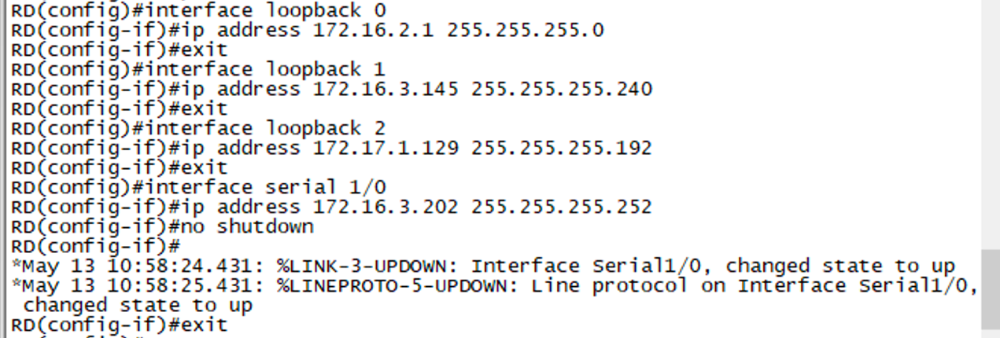 RD(config)#interface loopback 0
RD(config-if)#ip address 172.16.2.1 255.255.255.0
RD(config-if)#exit
RD(config)#interface loopback 1
RD(config-if)#ip address 172.16.3.145 255.255.255.240
RD(config-if)#exit
RD(config)#interface loopback 2
RD(config-if)#ip address 172.17.1.129 255.255.255.192
RD(config-if)#exit
RD(config)#interface serial 1/0
RD(config-if)#ip address 172.16.3.202 255.255.255.252
RD(config-if)#no shutdown
RD(config-if)#
*May 13 10:58:24.431: %LINK-3-UPDOWN: Interface Serial1/0, changed state to up
*May 13 10:58:25.431: %LINEPROTO-5-UPDOWN: Line protocol on Interface Serial1/0,
 changed state to up
RD(config-if)#exit